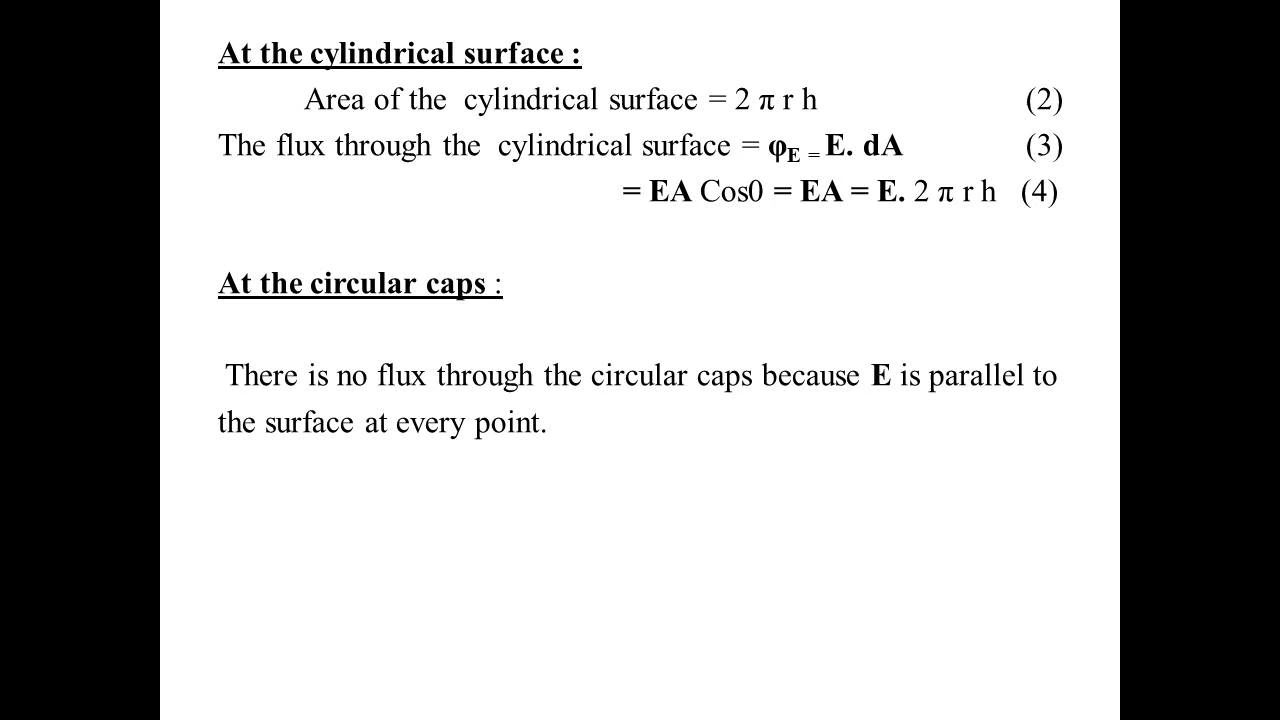 At the cylindrical surface :
Area of the cylindrical surface = 2 π r h (2)
The flux through the cylindrical surface = φE = E. dA (3)
= EA Cos0 = EA = E. 2 π r h (4)
At the circular caps :
There is no flux through the circular caps because E is parallel to
the surface at every point.